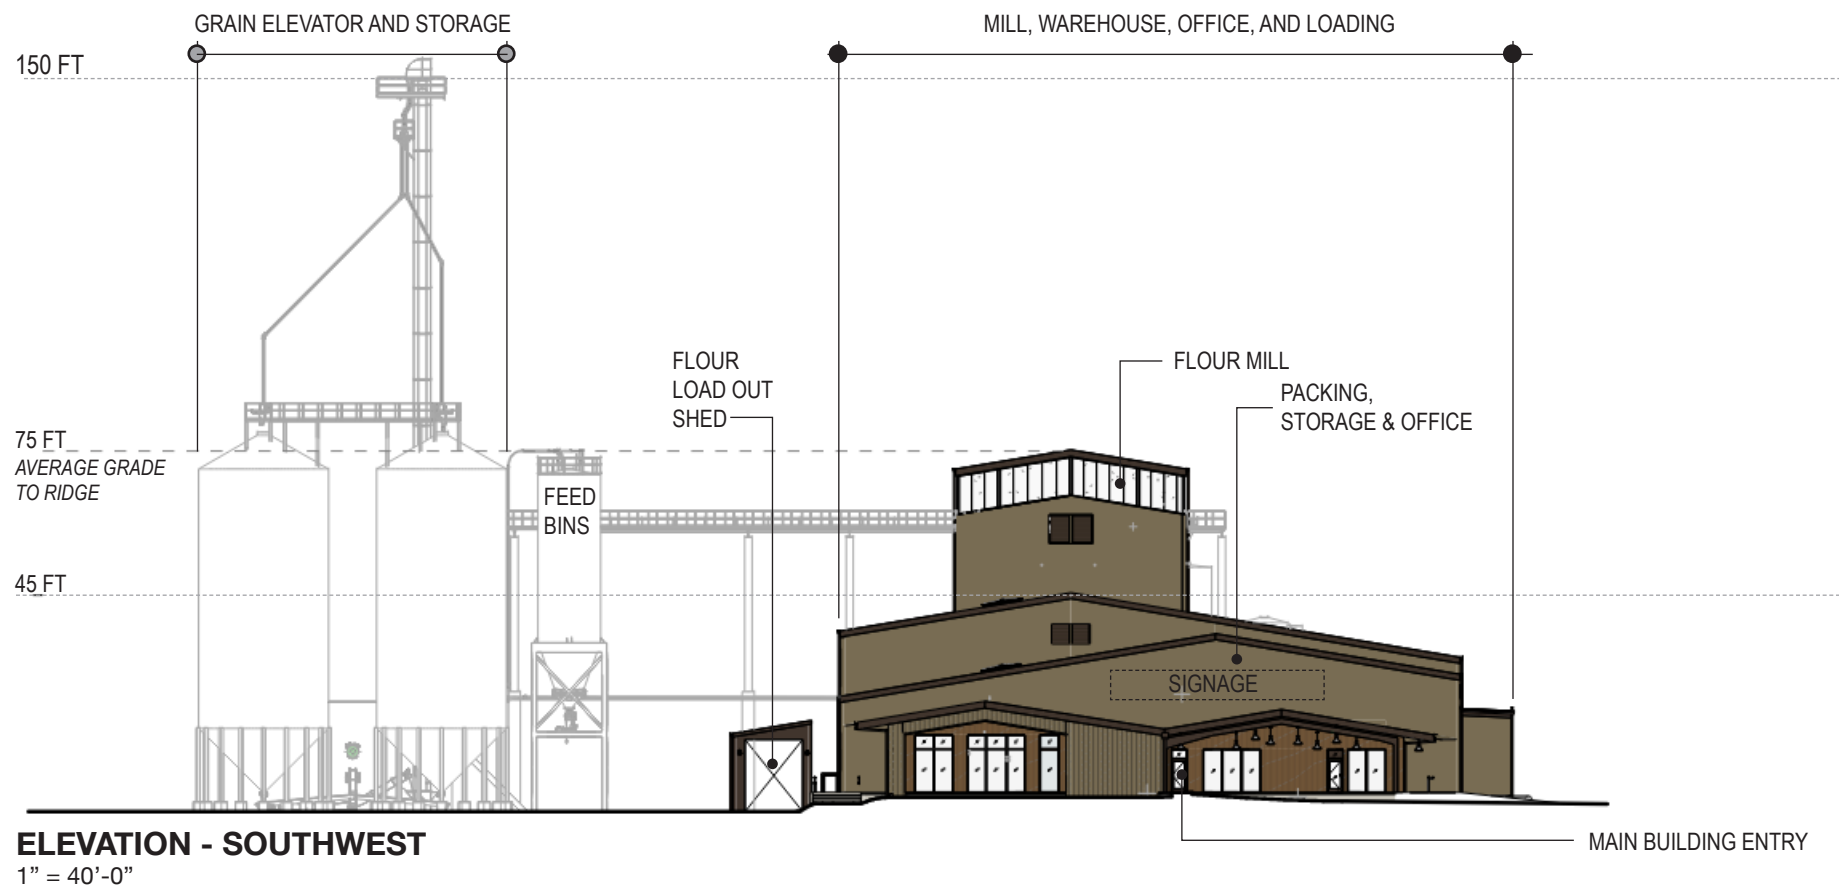 GRAIN ELEVATOR AND STORAGE
MILL, WAREHOUSE, OFFICE, AND LOADING
150 FT
FLOUR
LOAD OUT
SHED
FLOUR MILL
PACKING,
STORAGE & OFFICE
75 FT
AVERAGE GRADE
TO RIDGE
FEED
BINS
45 FT
SIGNAGE
MAIN BUILDING ENTRY
ELEVATION - SOUTHWEST
1” = 40’-0”